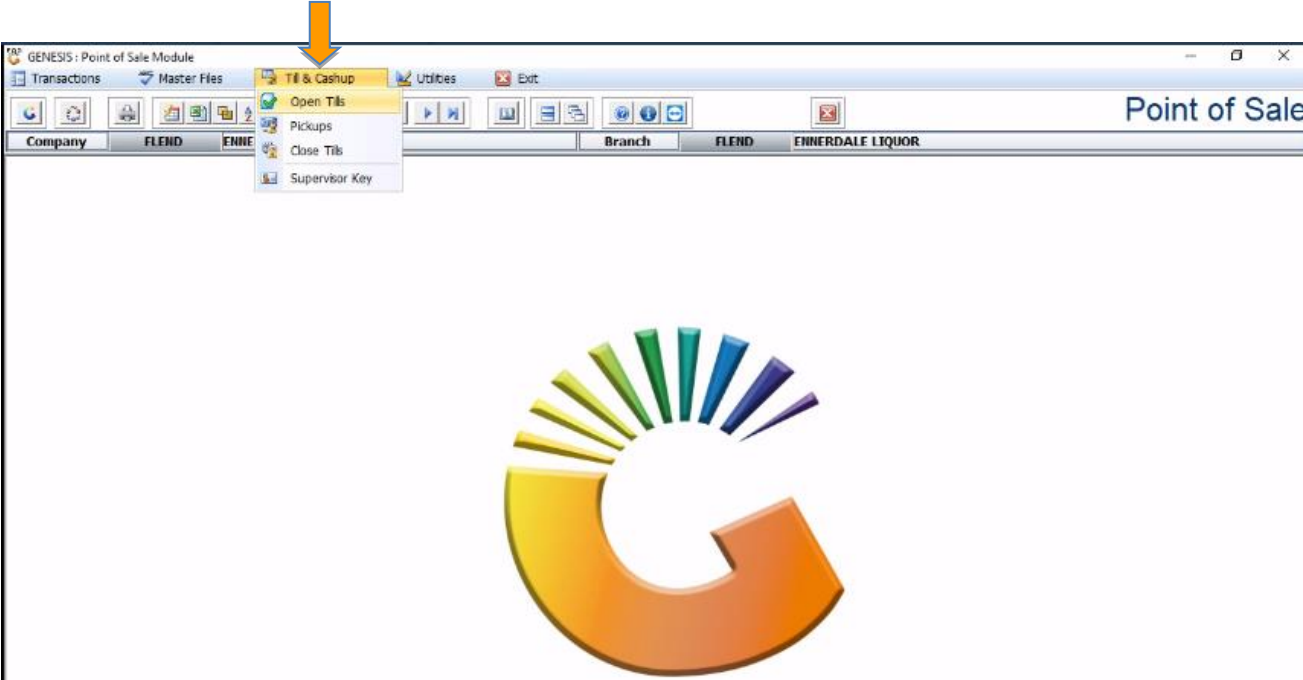 GENESIS : Point of Sale Module
Transactions Master Files Till & Cashup Utilities Exit
Open Tills
Point of Sale
Pickups
Company FLEND ENNE Branch FLEND ENNERDALE LIQUOR
Close Tills
Supervisor Key